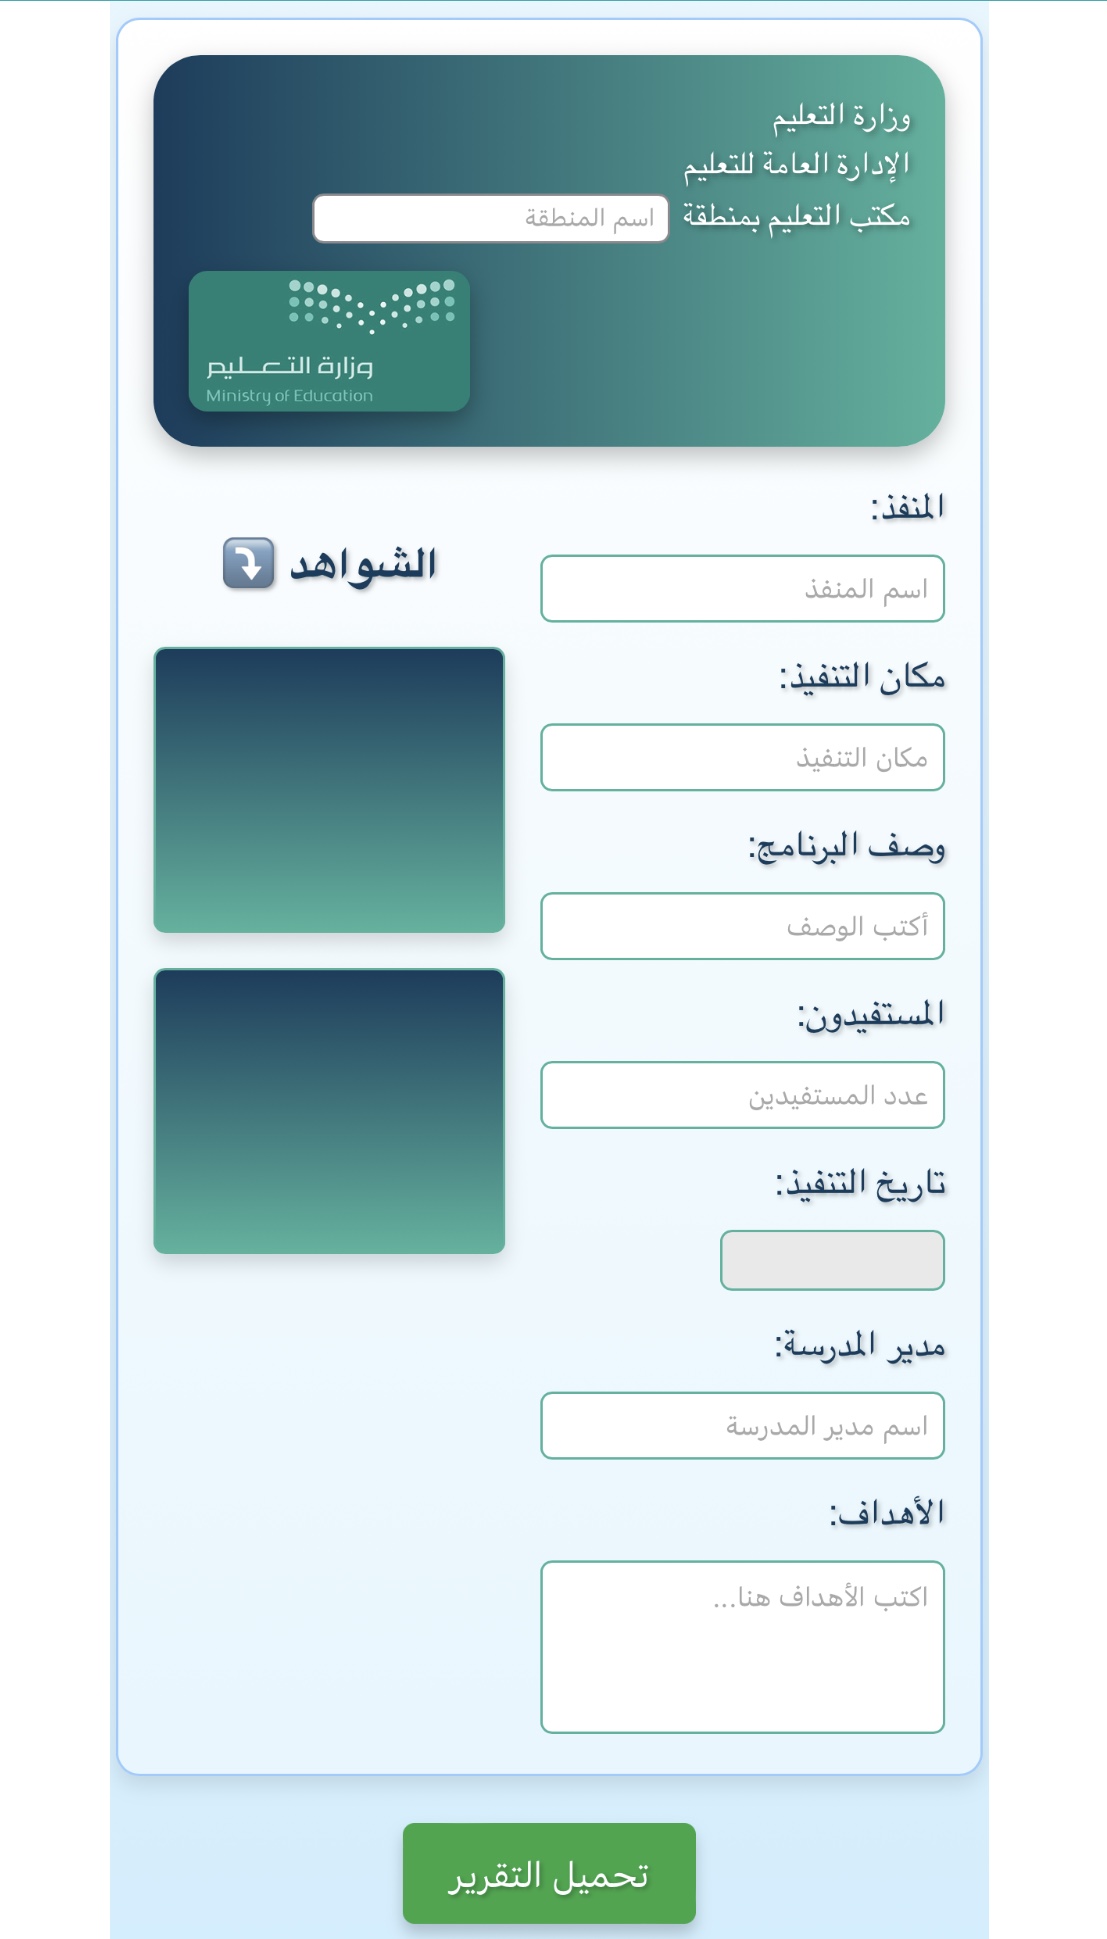 وزارة التعليم
الإدارة العامة للتعليم
مكتب التعليم بمنطقة اسم المنطقة
وزارة التعـليم
Ministry of Education
المنفذ:
اسم المنفذ
مكان التنفيذ:
مكان التنفيذ
وصف البرنامج:
أكتب الوصف
المستفيدون:
عدد المستفيدين
تاريخ التنفيذ:
مدير المدرسة:
اسم مدير المدرسة
الأهداف:
اكتب الأهداف هنا...
الشواهد ⤵️
تحميل التقرير